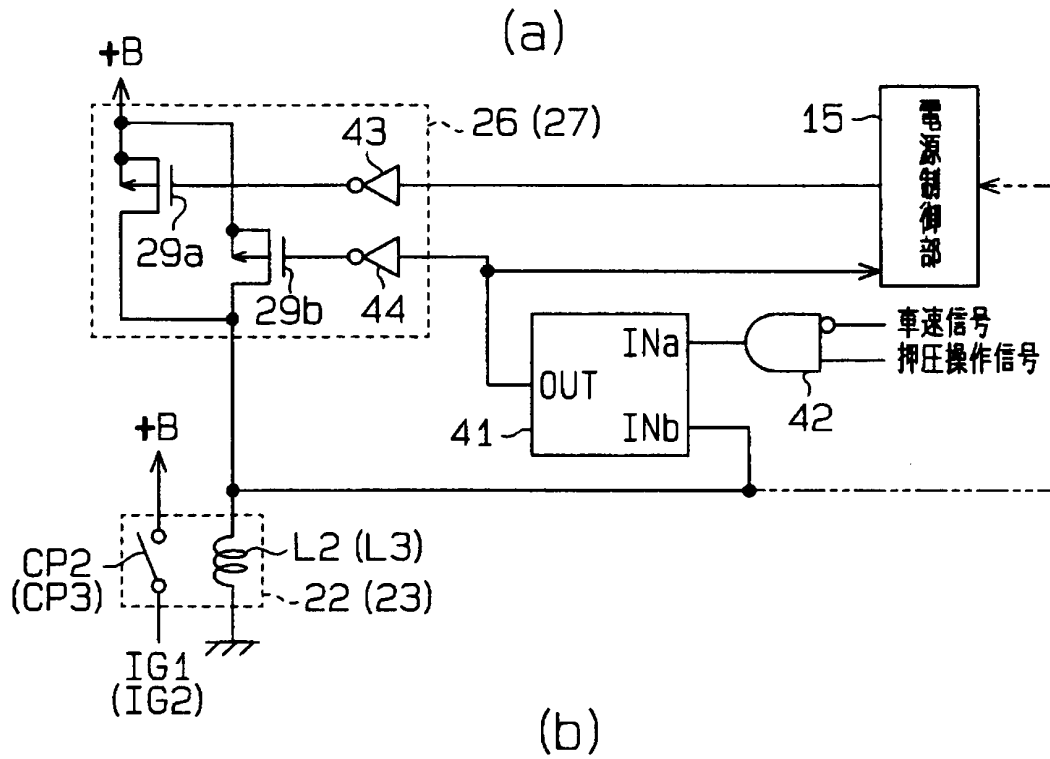 (a)
+B
43
26 (27)
15
電源制御部
29a
29b
44
車速信号
押圧操作信号
INa
OUT
INb
41
42
+B
L2 (L3)
CP2
(CP3)
22 (23)
IG1
(IG2)
(b)